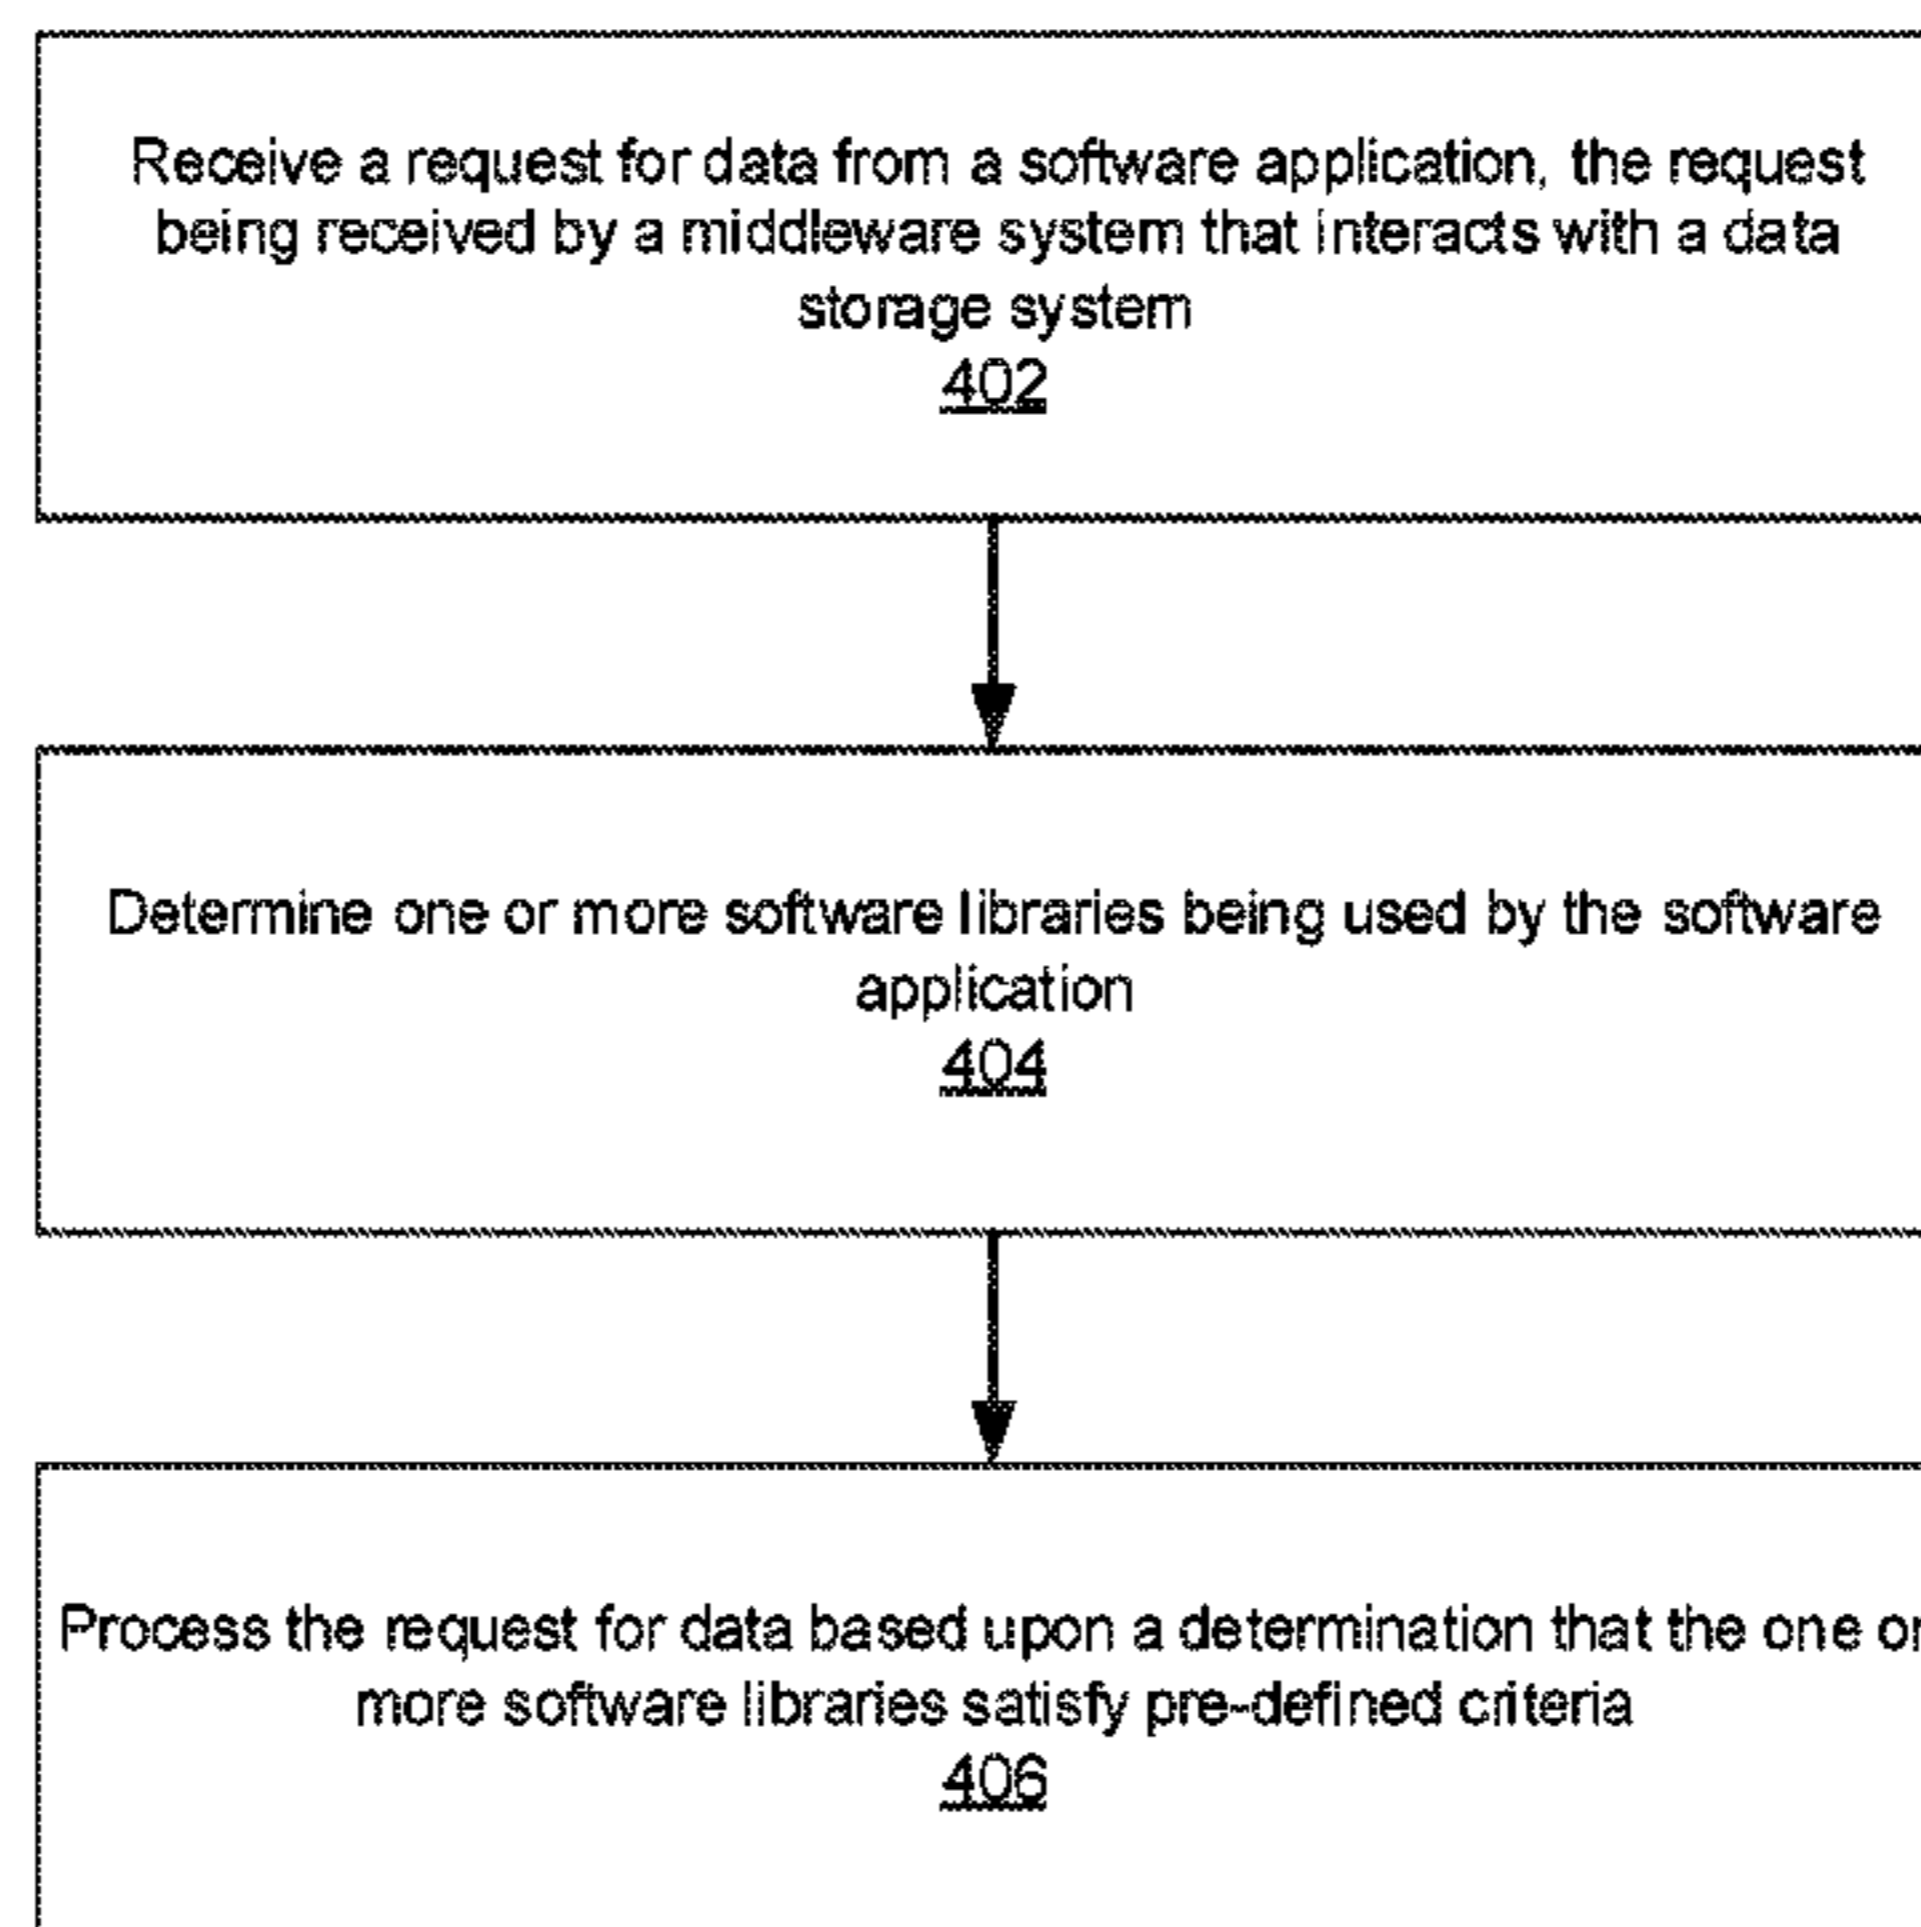 Receive a request for data from a software application, the request
being received by a middleware system that interacts with a data
storage system
402
Determine one or more software libraries being used by the software
application
404
Process the request for data based upon a determination that the one or
more software libraries satisfy pre-defined criteria
406